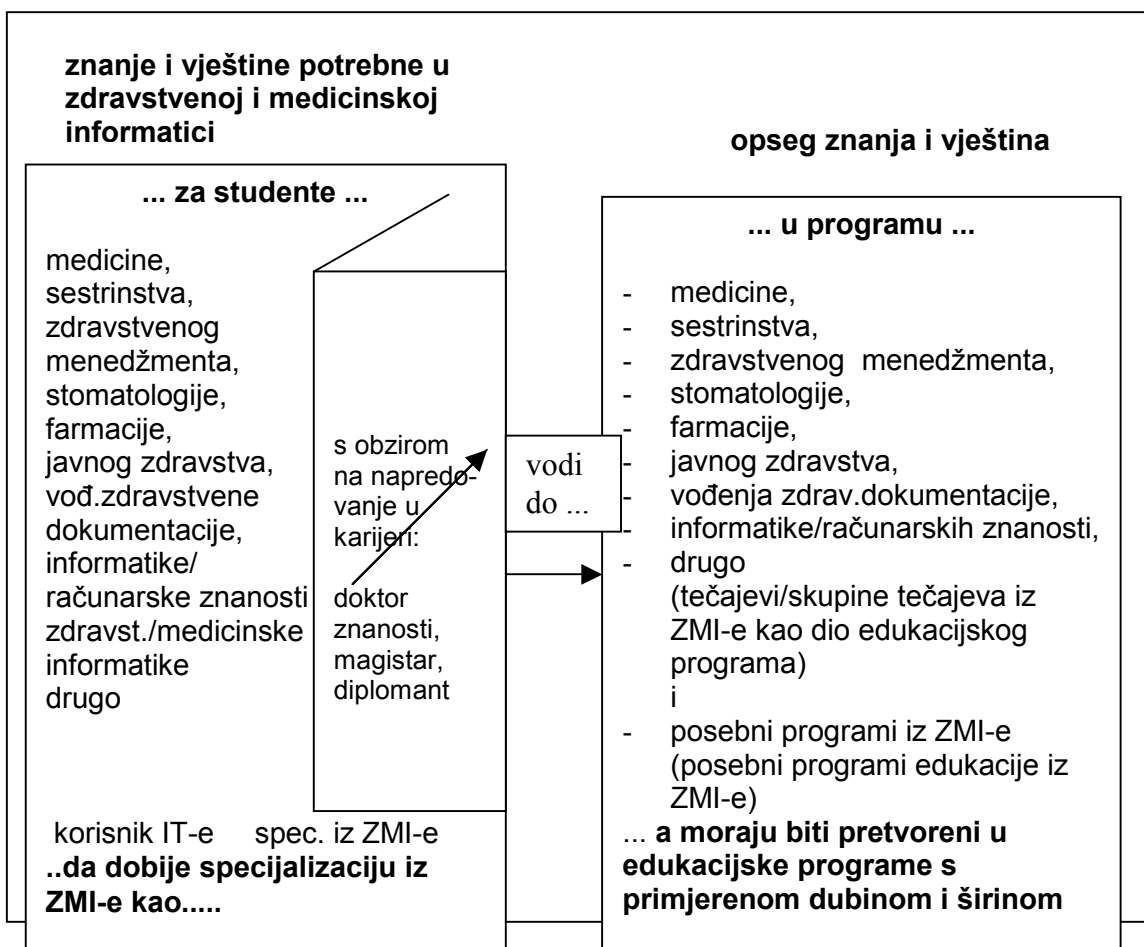 znanje i vještine potrebne u
zdravstvenoj i medicinskoj
informatici
... za studente ...
medicine,
sestrinstva,
zdravstvenog
menedžmenta,
stomatologije,
farmacije,
javnog zdravstva,
vođ.zdravstvene
dokumentacije,
informatike/
računarske znanosti
zdravst./medicinske
informatike
drugo
s obzirom
na napredo-
vanje u
karijeri:
doktor
znanosti,
magistar,
diplomant
korisnik IT-e spec. iz ZMI-e
..da dobije specijalizaciju iz
ZMI-e kao.....
vodi
do ...
opseg znanja i vještina
... u programu ...
- medicine,
- sestrinstva,
- zdravstvenog menedžmenta,
- stomatologije,
- farmacije,
- javnog zdravstva,
- vođenja zdrav.dokumentacije,
- informatike/računarskih znanosti,
- drugo
(tečajevi/skupine tečajeva iz
ZMI-e kao dio edukacijskog
programa)
i
- posebni programi iz ZMI-e
(posebni programi edukacije iz
ZMI-e)
... a moraju biti pretvoreni u
edukacijske programe s
primjerenom dubinom i širinom